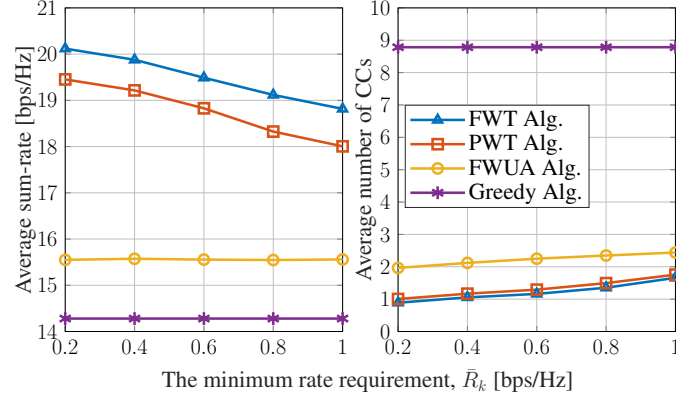 21
20
19
18
17
16
15
14
0.2 0.4 0.6 0.8 1
Average sum-rate [bps/Hz]
10
9
8
7
6
5
4
3
2
1
0
0.2 0.4 0.6 0.8 1
Average number of CCs
FWT Alg.
PWT Alg.
FWUA Alg.
Greedy Alg.
The minimum rate requirement, R̄ₖ [bps/Hz]